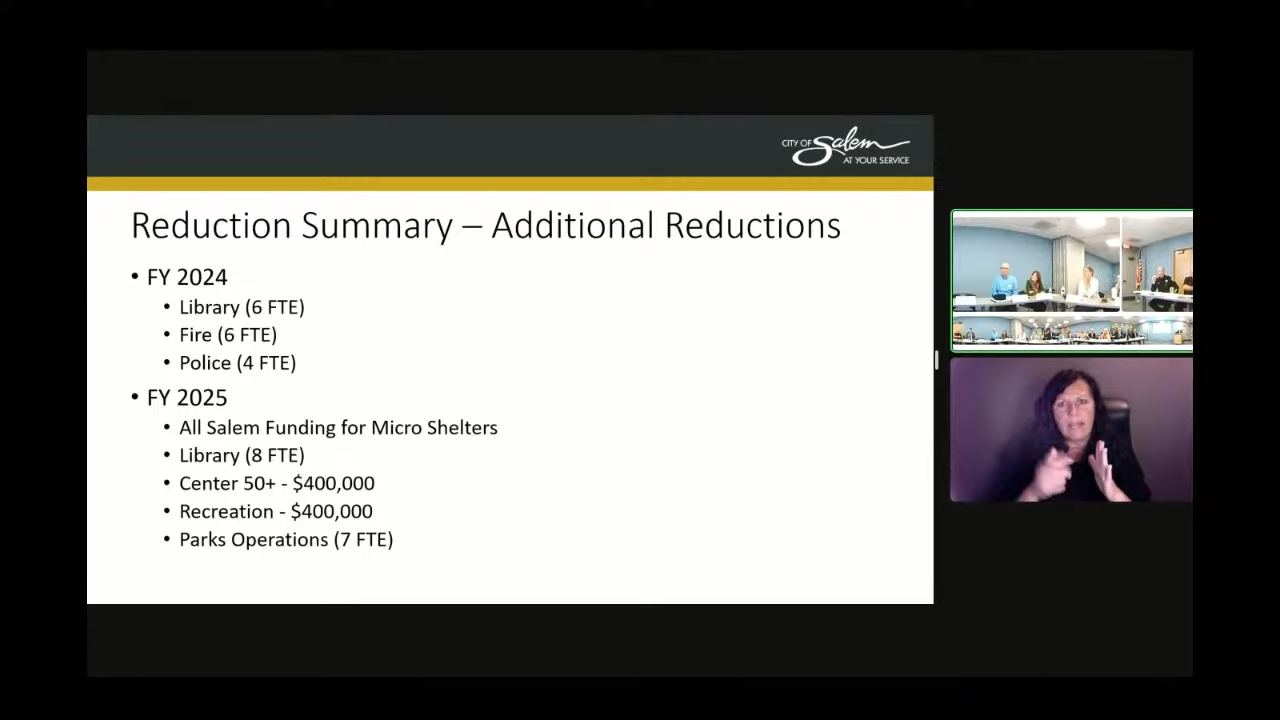 CITY OF Salem
AT YOUR SERVICE
Reduction Summary – Additional Reductions
• FY 2024
• Library (6 FTE)
• Fire (6 FTE)
• Police (4 FTE)
• FY 2025
• All Salem Funding for Micro Shelters
• Library (8 FTE)
• Center 50+ - $400,000
• Recreation - $400,000
• Parks Operations (7 FTE)